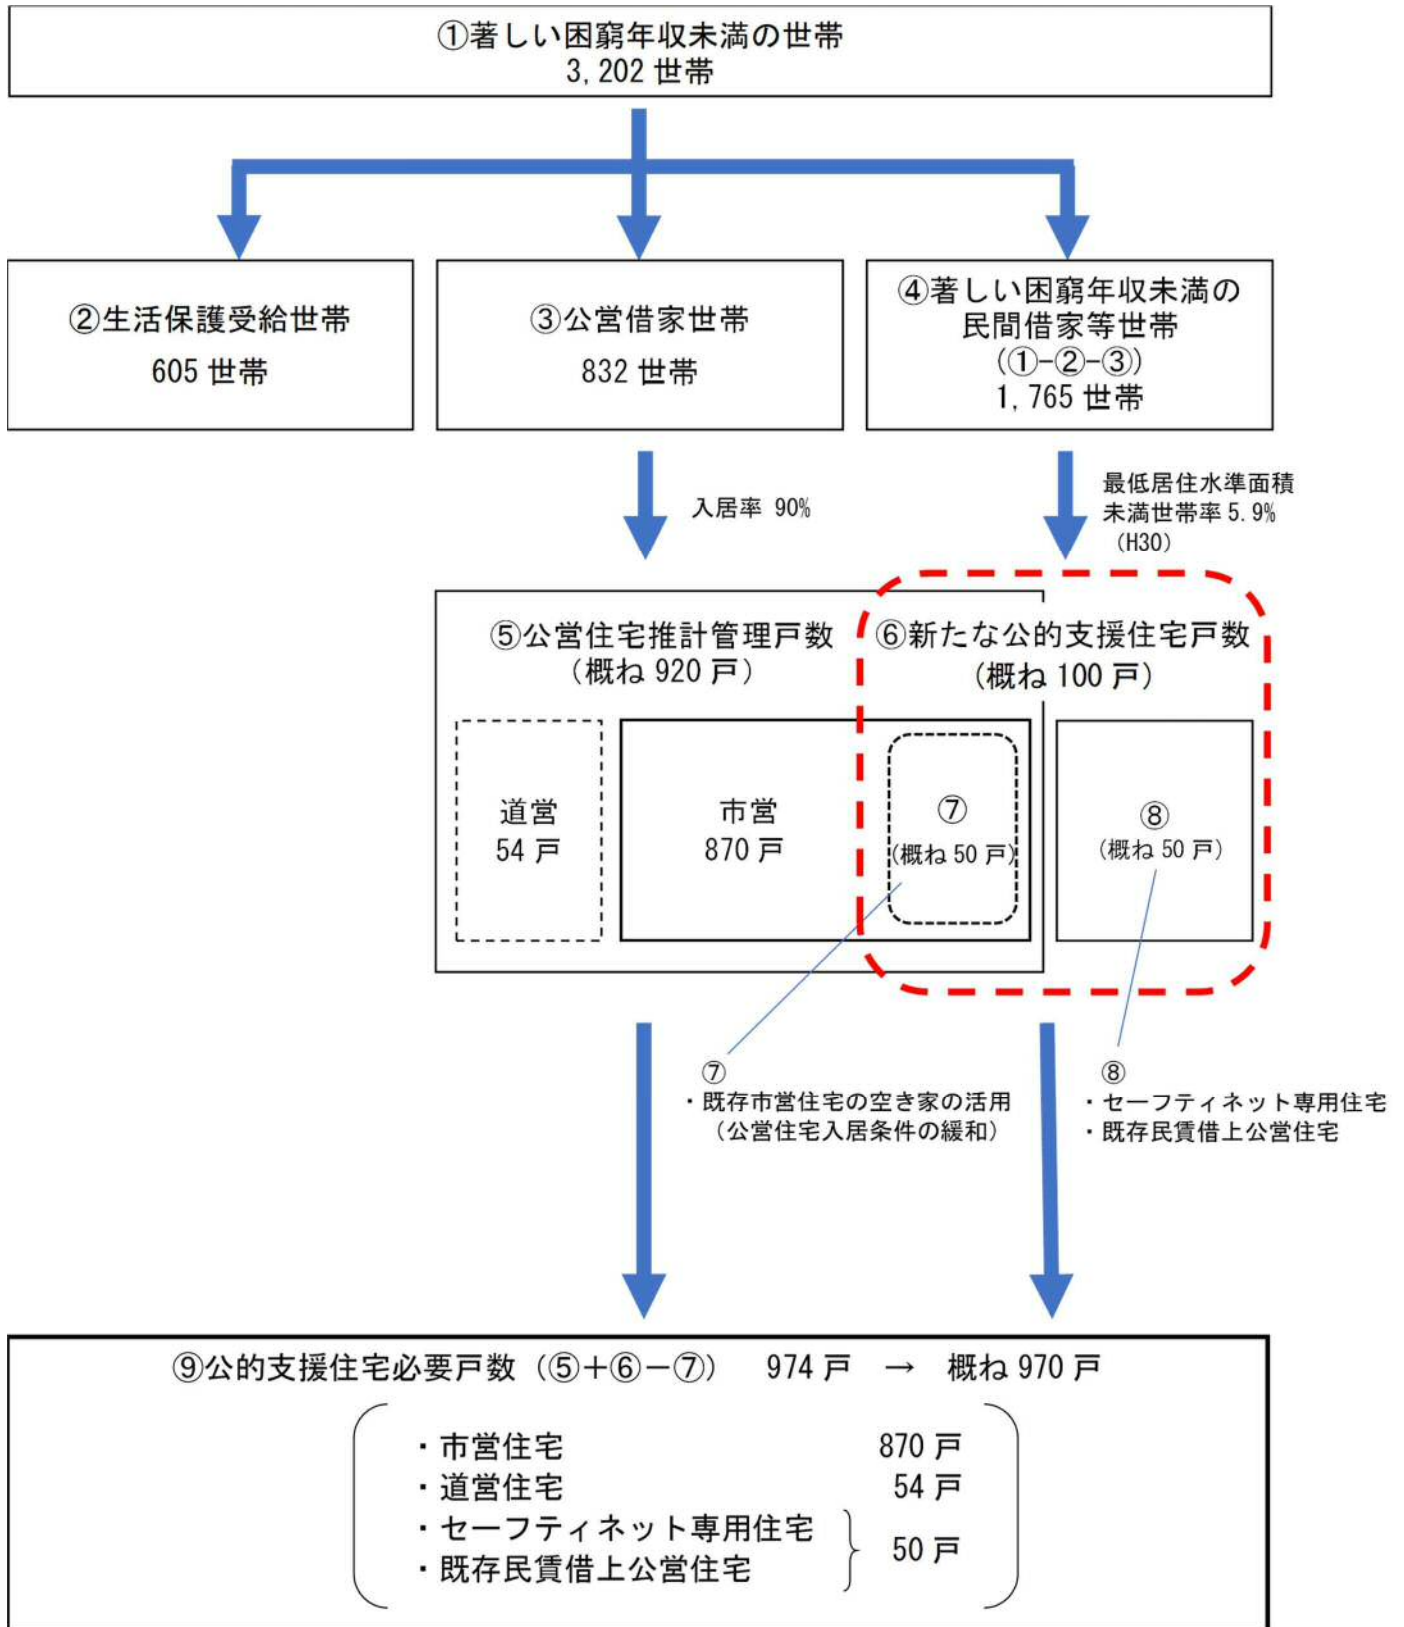 ①著しい困窮年収未満の世帯
3,202 世帯
②生活保護受給世帯
605 世帯
③公営借家世帯
832 世帯
④著しい困窮年収未満の
民間借家等世帯
(①-②-③)
1,765 世帯
入居率 90%
最低居住水準面積
未満世帯率 5.9%
（H30）
⑤公営住宅推計管理戸数
（概ね 920 戸）
⑥新たな公的支援住宅戸数
（概ね 100 戸）
道営
54 戸
市営
870 戸
⑦
(概ね 50 戸)
⑧
（概ね 50 戸）
⑦
・既存市営住宅の空き家の活用
（公営住宅入居条件の緩和）
⑧
・セーフティネット専用住宅
・既存民賃借上公営住宅
⑨公的支援住宅必要戸数（⑤＋⑥－⑦） 974 戸 → 概ね 970 戸
・市営住宅 870 戸
・道営住宅 54 戸
・セーフティネット専用住宅
・既存民賃借上公営住宅
50 戸